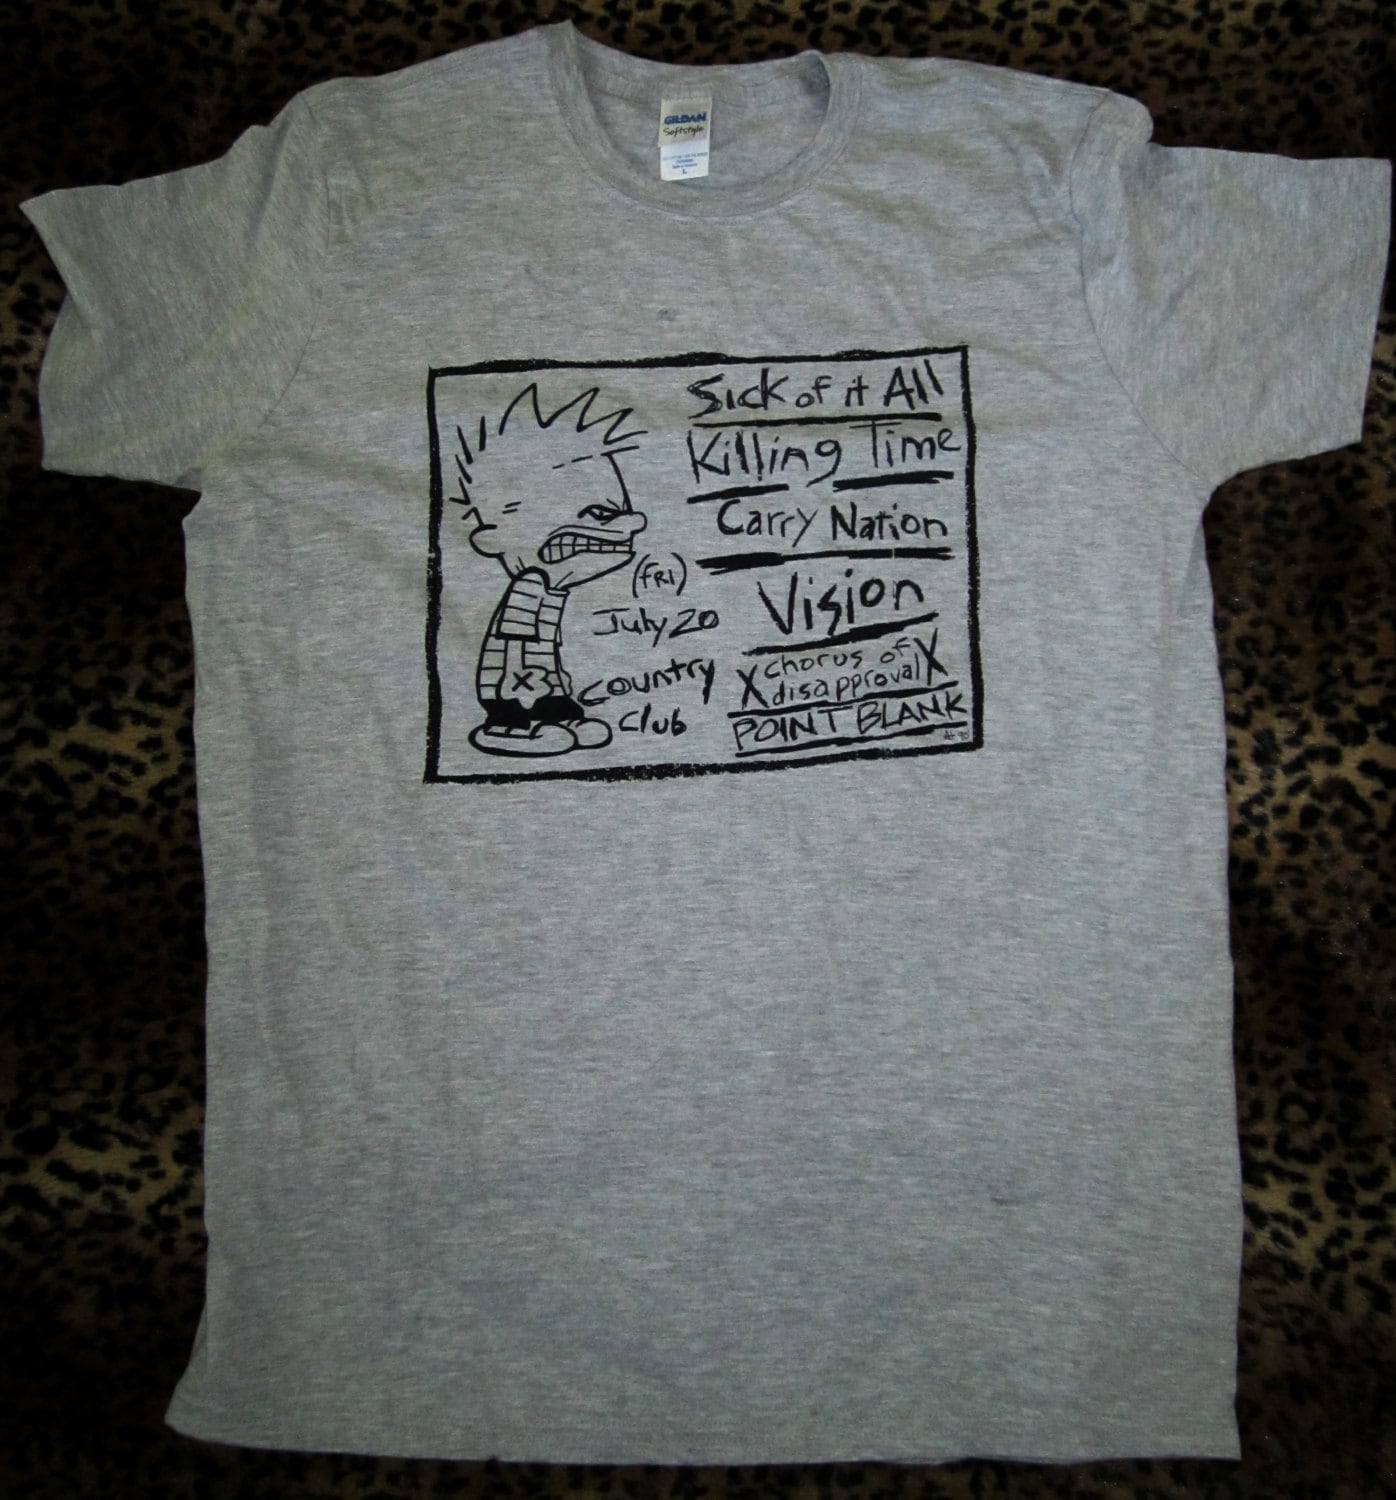 GILDAN
Softstyle
L
Sick of it All
Killing Time
Carry Nation
Vision
X chorus of disapproval X
POINT BLANK
(FRI)
July 20
Country
Club